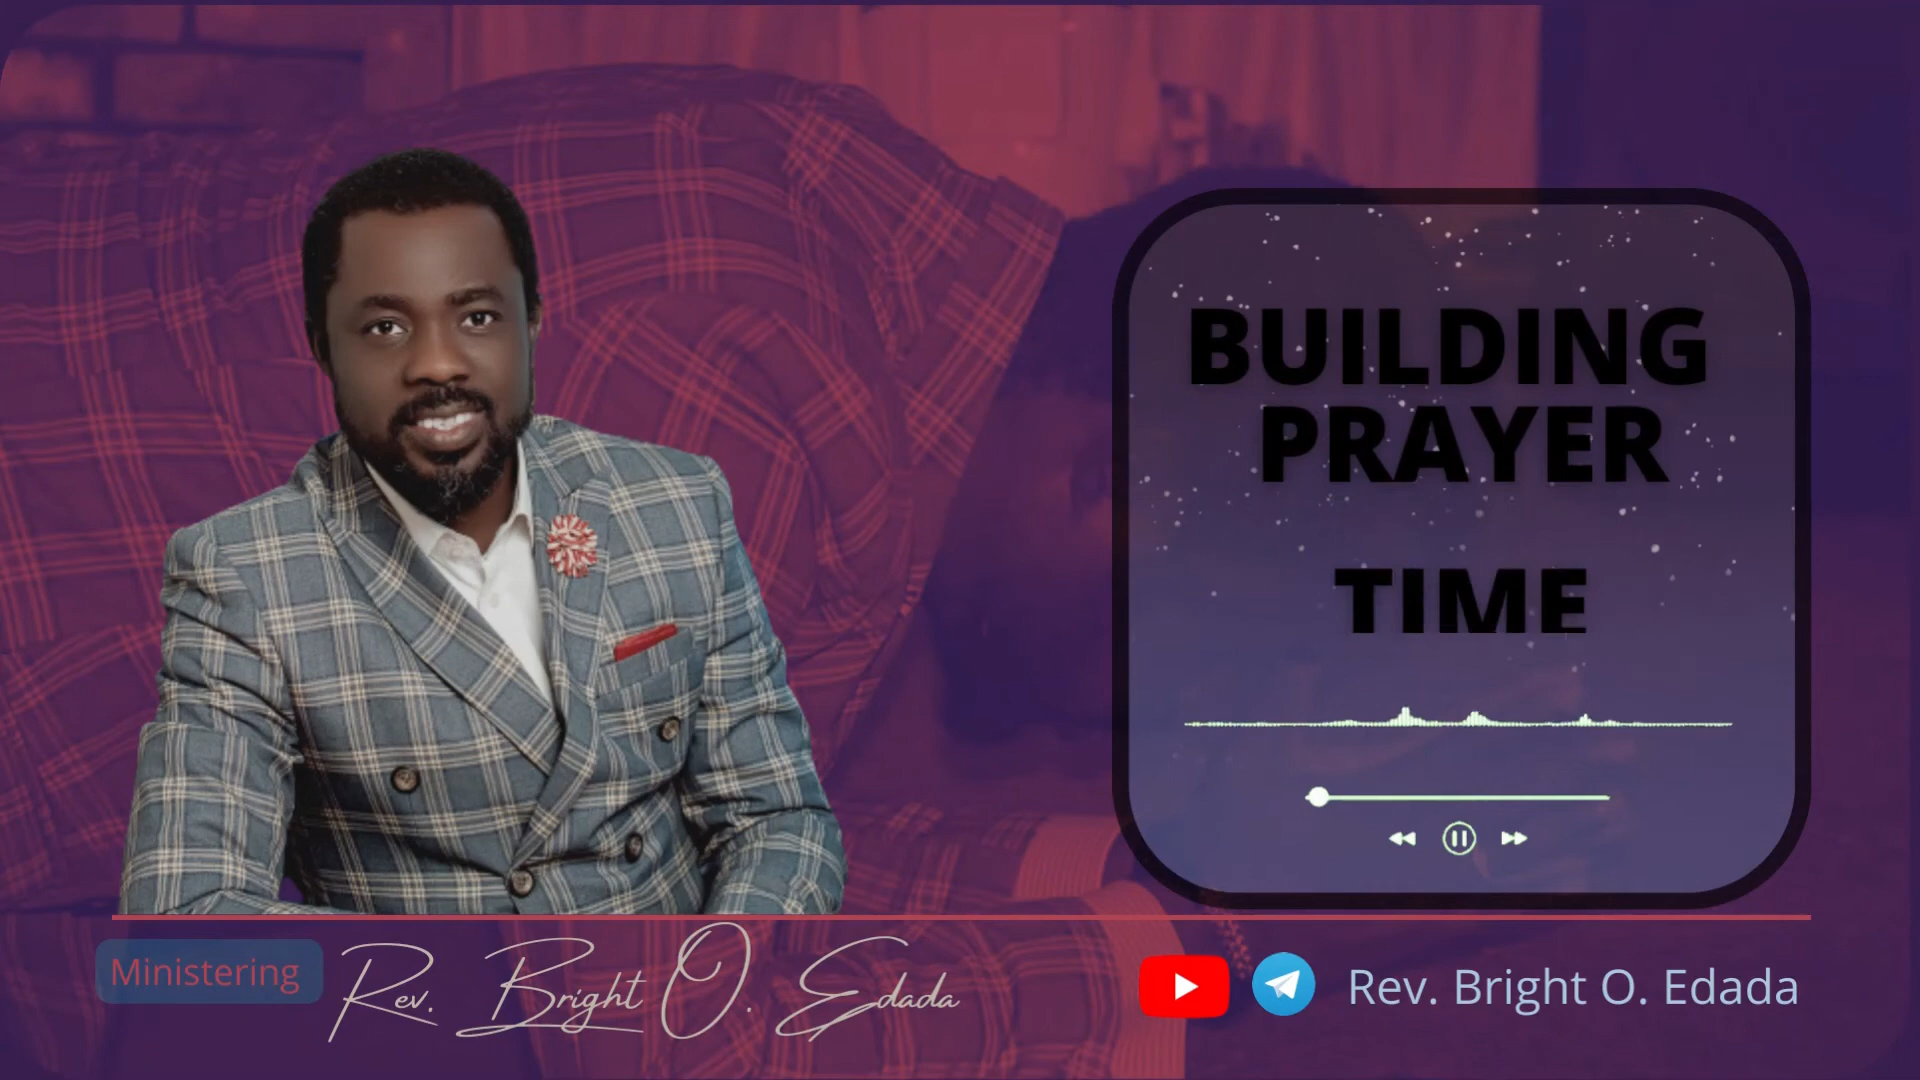 BUILDING
PRAYER
TIME
Ministering
Rev. Bright O. Edada
Rev. Bright O. Edada